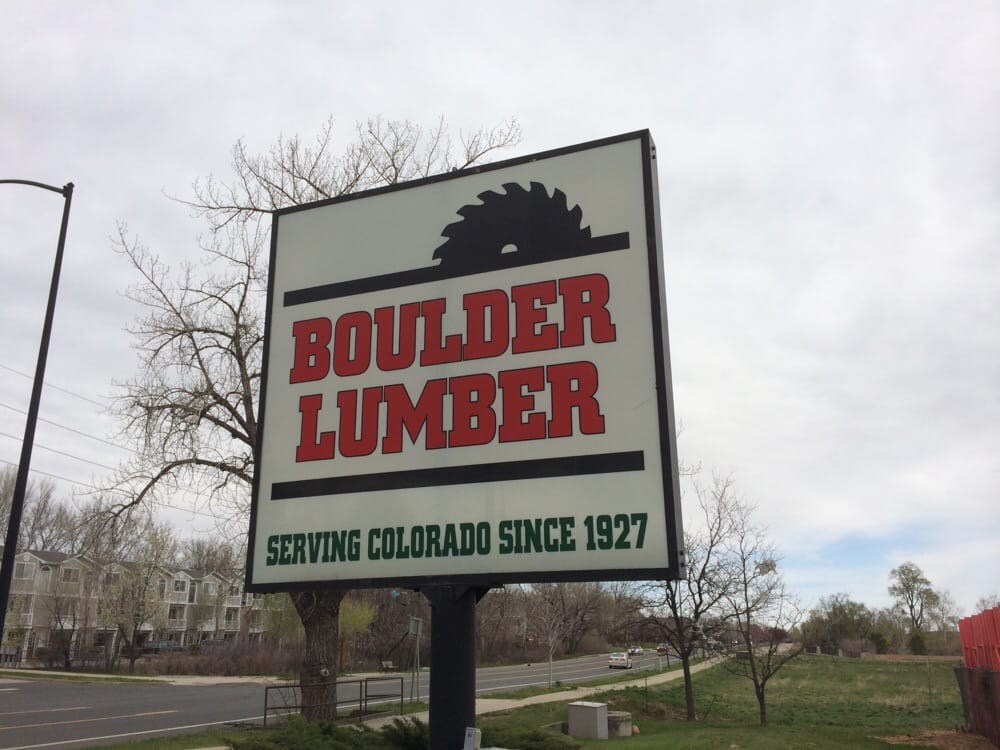 BOULDER
LUMBER
SERVING COLORADO SINCE 1927